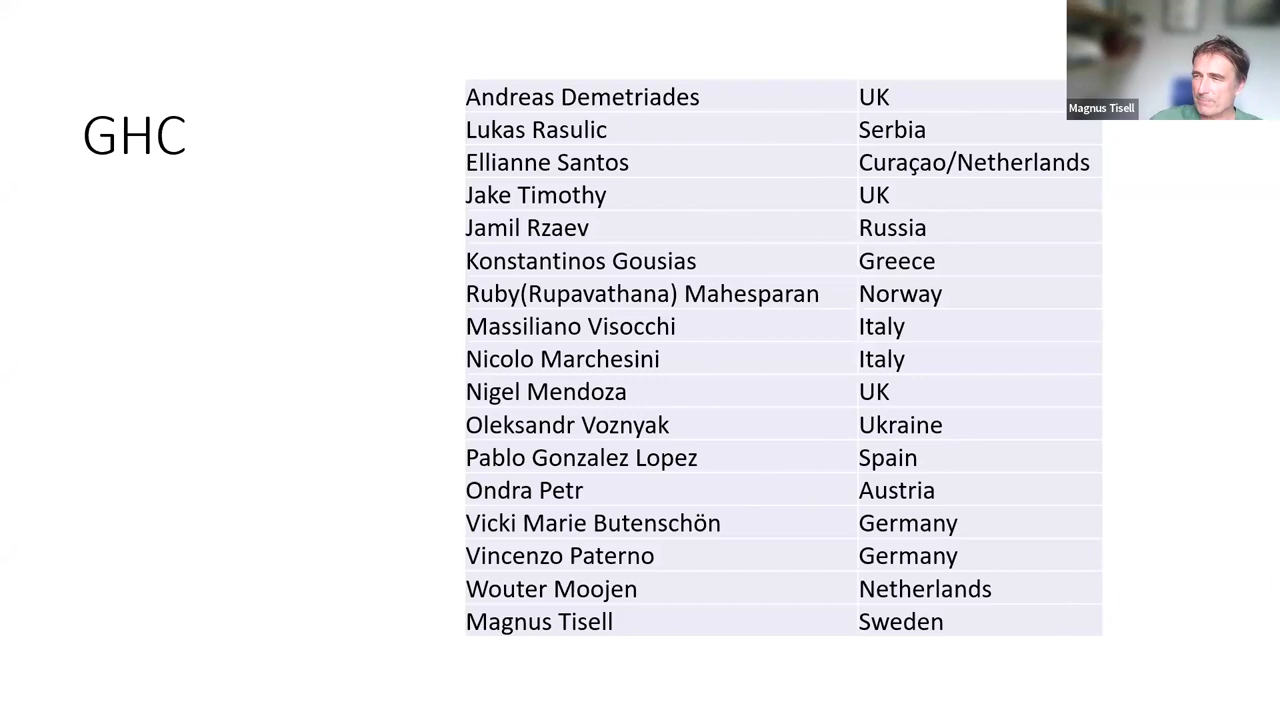 GHC
Andreas Demetriades UK
Lukas Rasulic Serbia
Ellianne Santos Curaçao/Netherlands
Jake Timothy UK
Jamil Rzaev Russia
Konstantinos Gousias Greece
Ruby(Rupavathana) Mahesparan Norway
Massiliano Visocchi Italy
Nicolo Marchesini Italy
Nigel Mendoza UK
Oleksandr Voznyak Ukraine
Pablo Gonzalez Lopez Spain
Ondra Petr Austria
Vicki Marie Butenschön Germany
Vincenzo Paterno Germany
Wouter Moojen Netherlands
Magnus Tisell Sweden
Magnus Tisell